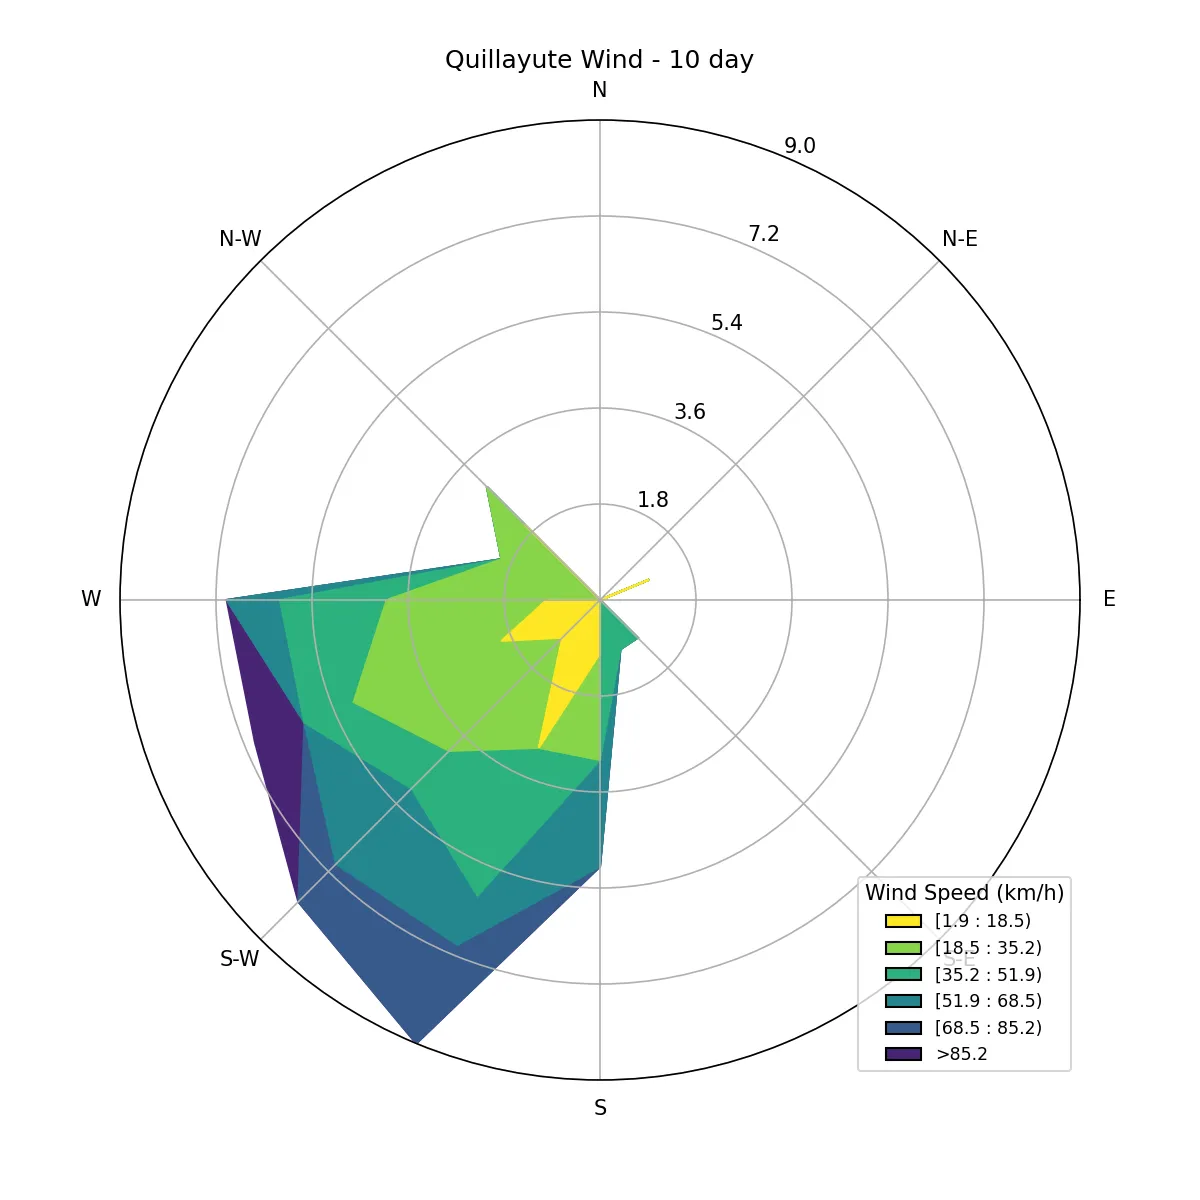 Quillayute Wind - 10 day
N
9.0
N-W
N-E
7.2
5.4
3.6
1.8
W
E
S-W
S-E
S
Wind Speed (km/h)
[1.9 : 18.5)
[18.5 : 35.2)
[35.2 : 51.9)
[51.9 : 68.5)
[68.5 : 85.2)
>85.2